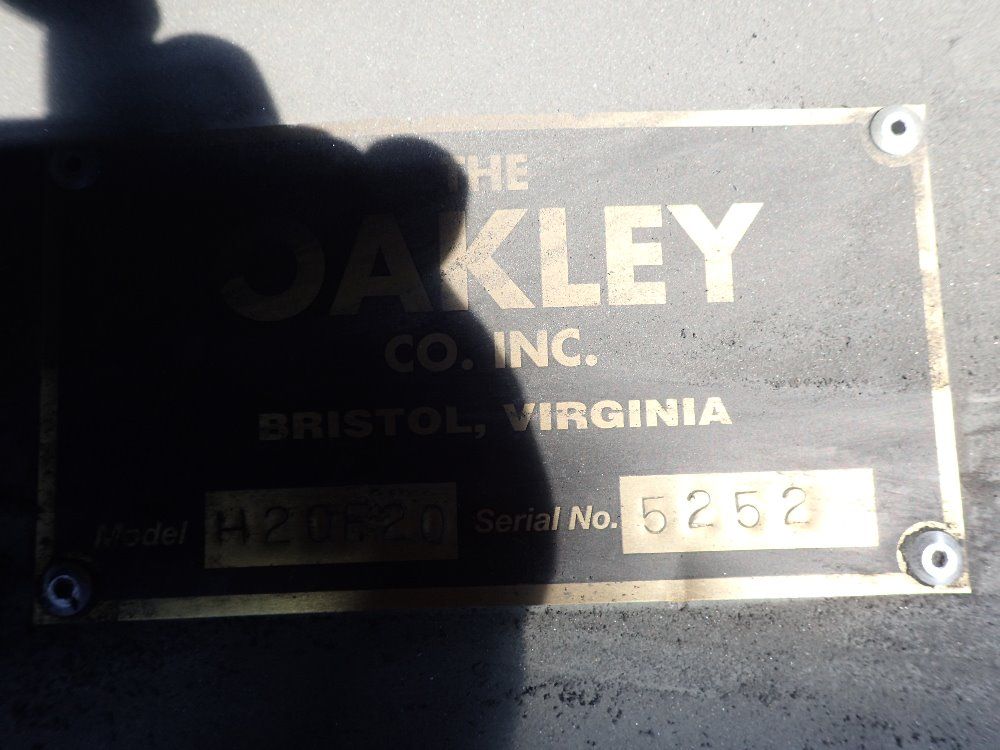 THE
OAKLEY
CO. INC.
BRISTOL, VIRGINIA
Model Serial No. 5252